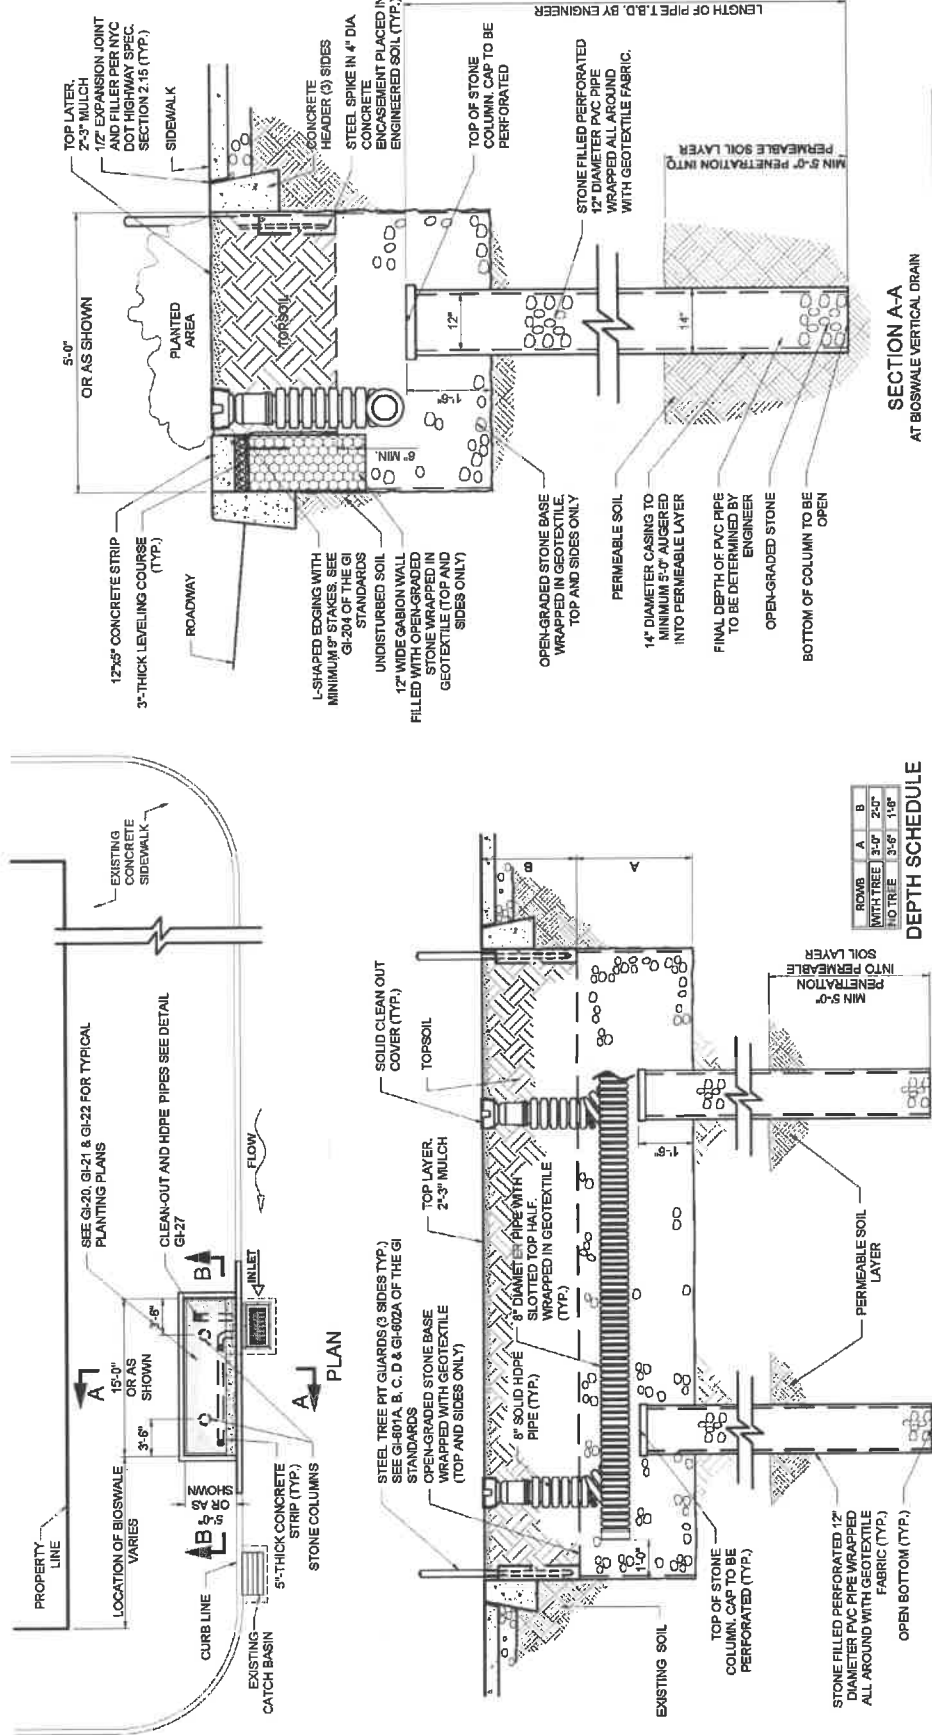 PROPERTY
LINE
LOCATION OF BIOSWALE
VARIES
A
15'-0"
OR AS
SHOWN
3'-6"
3'-6"
5'-0"
OR AS
SHOWN
B
B
A
SEE GI-20, GI-21 & GI-22 FOR TYPICAL
PLANTING PLANS
CLEAN-OUT AND HDPE PIPES SEE DETAIL
GI-27
EXISTING
CONCRETE
SIDEWALK
CURB LINE
EXISTING
CATCH BASIN
5"-THICK CONCRETE
STRIP (TYP.)
STONE COLUMNS
INLET
FLOW
PLAN
STEEL TREE PIT GUARDS (3 SIDES TYP.)
SEE GI-601A, B, C, D & GI-602A OF THE GI
STANDARDS
OPEN-GRADED STONE BASE
WRAPPED WITH GEOTEXTILE
(TOP AND SIDES ONLY)
TOP LAYER,
2"-3" MULCH
SOLID CLEAN OUT
COVER (TYP.)
TOPSOIL
8" SOLID HDPE
PIPE (TYP.)
8" DIAMETER PIPE WITH
SLOTTED TOP HALF.
WRAPPED IN GEOTEXTILE
(TYP.)
B
A
1'-0"
1'-6"
EXISTING SOIL
TOP OF STONE
COLUMN, CAP TO BE
PERFORATED (TYP.)
STONE FILLED PERFORATED 12"
DIAMETER PVC PIPE WRAPPED
ALL AROUND WITH GEOTEXTILE
FABRIC (TYP.)
OPEN BOTTOM (TYP.)
PERMEABLE SOIL
LAYER
MIN 5'-0"
PENETRATION
INTO PERMEABLE
SOIL LAYER
ROWB A B
WITH TREE 3'-0" 2'-0"
NO TREE 3'-6" 1'-6"
DEPTH SCHEDULE
12"x5" CONCRETE STRIP
3"-THICK LEVELING COURSE
(TYP.)
ROADWAY
L-SHAPED EDGING WITH
MINIMUM 9" STAKES, SEE
GI-204 OF THE GI
STANDARDS
UNDISTURBED SOIL
12" WIDE GABION WALL
FILLED WITH OPEN-GRADED
STONE WRAPPED IN
GEOTEXTILE (TOP AND
SIDES ONLY)
OPEN-GRADED STONE BASE
WRAPPED IN GEOTEXTILE.
TOP AND SIDES ONLY
PERMEABLE SOIL
14" DIAMETER CASING TO
MINIMUM 5'-0" AUGERED
INTO PERMEABLE LAYER
FINAL DEPTH OF PVC PIPE
TO BE DETERMINED BY
ENGINEER
OPEN-GRADED STONE
BOTTOM OF COLUMN TO BE
OPEN
5'-0"
OR AS SHOWN
PLANTED
AREA
TOPSOIL
6" MIN.
1'-6"
12"
14"
TOP LATER,
2"-3" MULCH
1/2" EXPANSION JOINT
AND FILLER PER NYC
DOT HIGHWAY SPEC.
SECTION 2.15 (TYP.)
SIDEWALK
CONCRETE
HEADER (3) SIDES
STEEL SPIKE IN 4" DIA.
CONCRETE
ENCASEMENT PLACED IN
ENGINEERED SOIL (TYP.)
TOP OF STONE
COLUMN, CAP TO BE
PERFORATED
STONE FILLED PERFORATED
12" DIAMETER PVC PIPE
WRAPPED ALL AROUND
WITH GEOTEXTILE FABRIC.
MIN 5'-0" PENETRATION INTO
PERMEABLE SOIL LAYER
LENGTH OF PIPE T.B.D. BY ENGINEER
SECTION A-A
AT BIOSWALE VERTICAL DRAIN